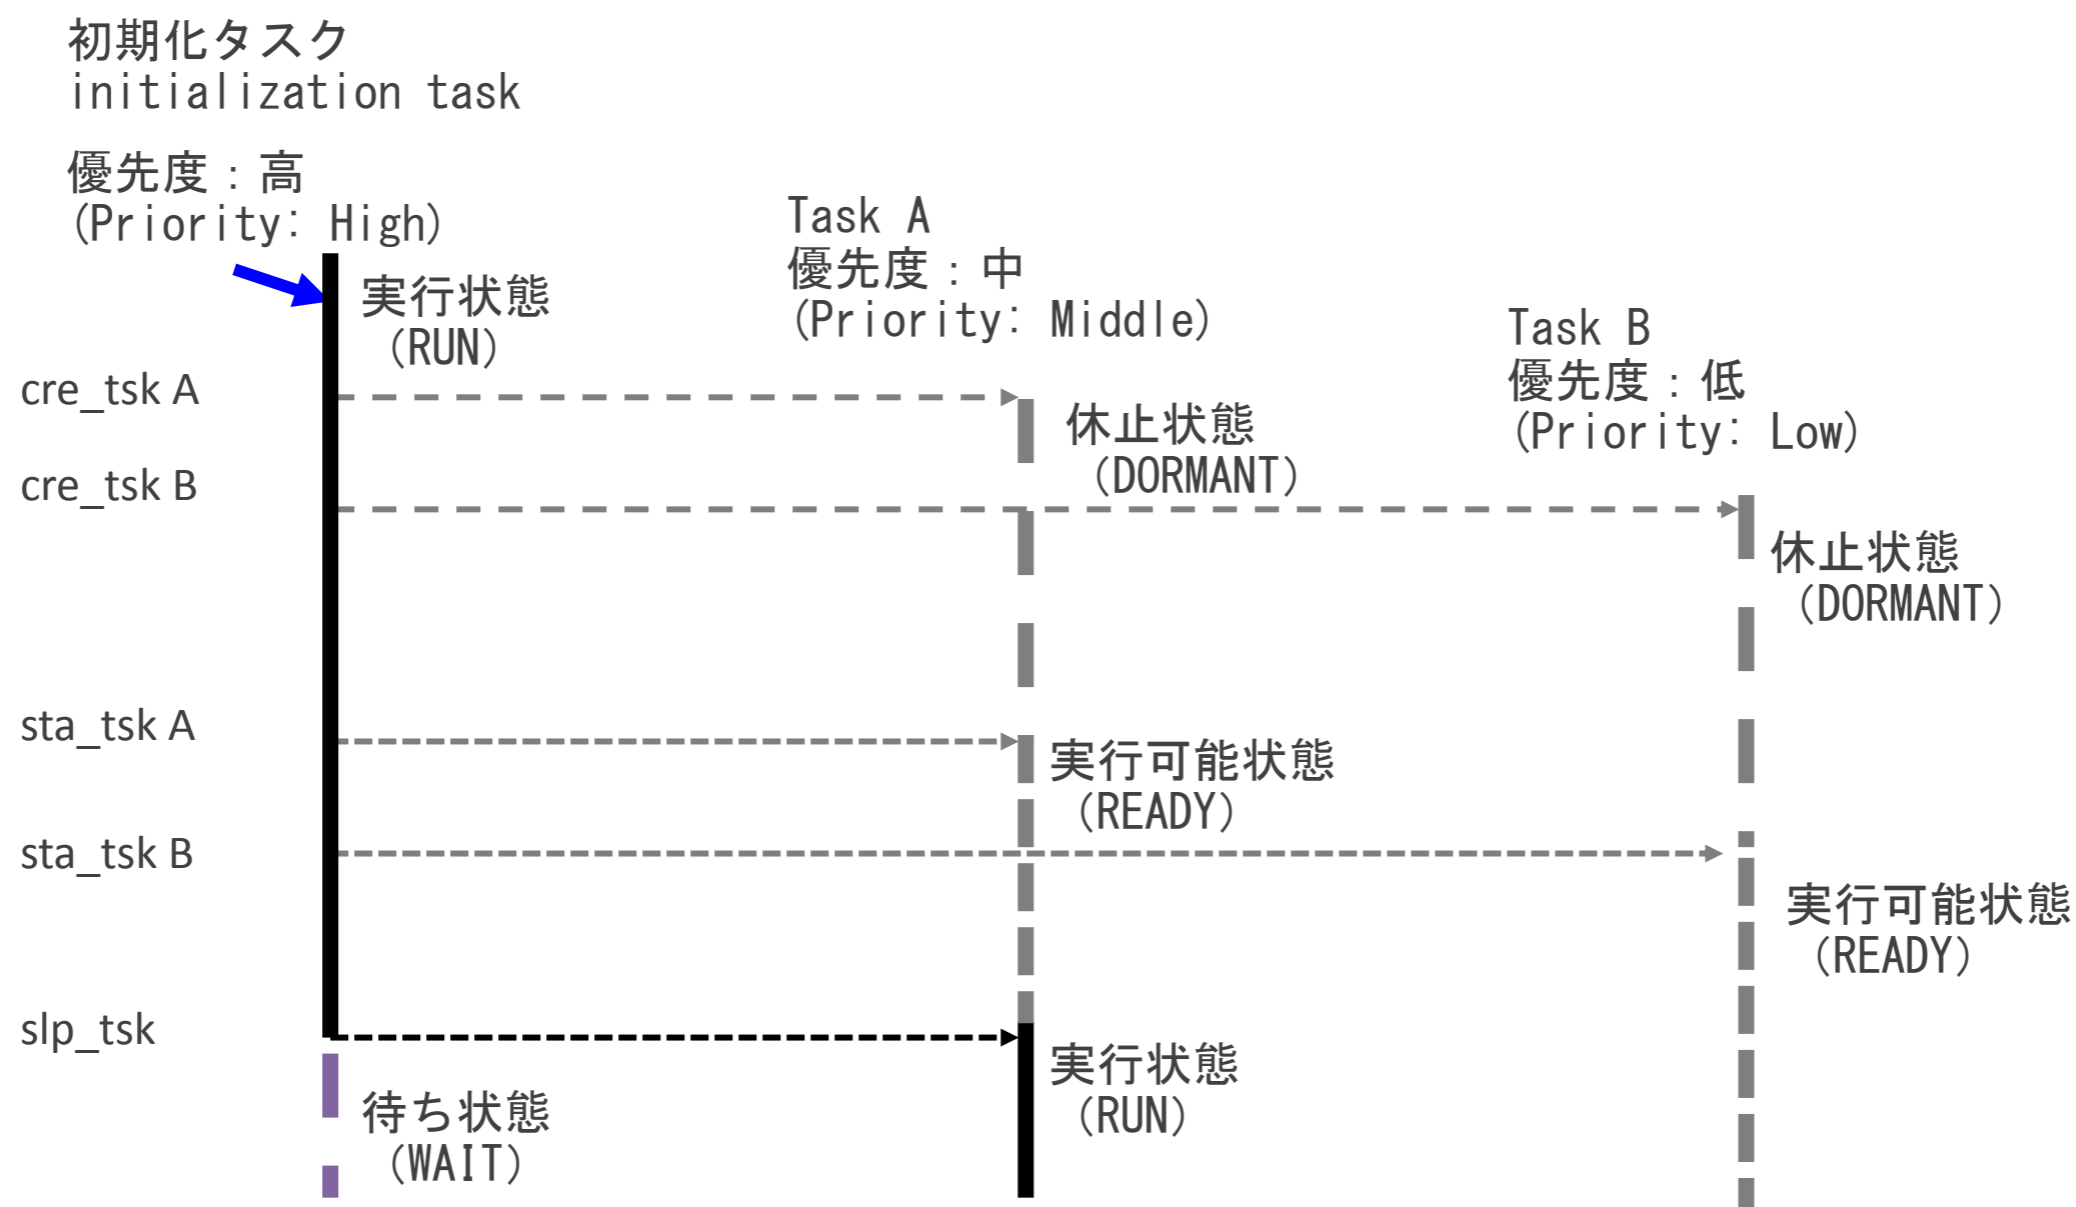 初期化タスク
initialization task
優先度：高
(Priority: High)
実行状態
(RUN)
Task A
優先度：中
(Priority: Middle)
Task B
優先度：低
(Priority: Low)
cre_tsk A
休止状態
(DORMANT)
cre_tsk B
休止状態
(DORMANT)
sta_tsk A
実行可能状態
(READY)
sta_tsk B
実行可能状態
(READY)
slp_tsk
実行状態
(RUN)
待ち状態
(WAIT)